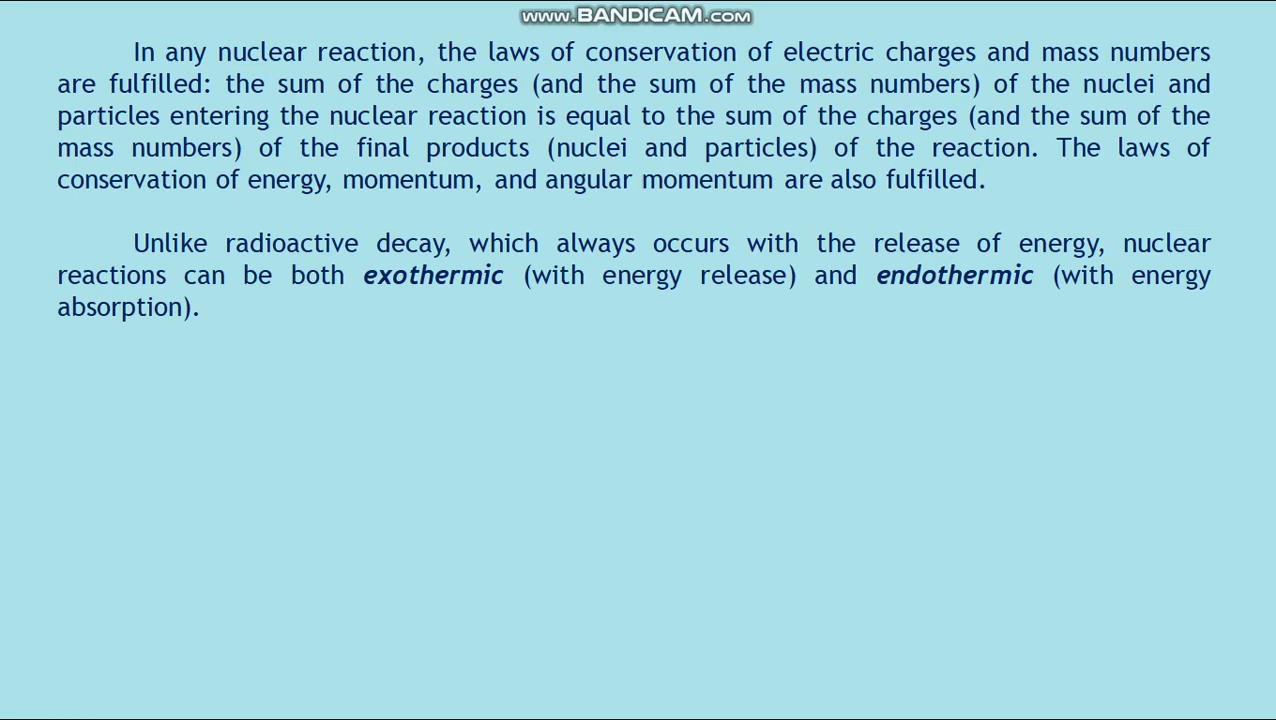 www.BANDICAM.com
In any nuclear reaction, the laws of conservation of electric charges and mass numbers
are fulfilled: the sum of the charges (and the sum of the mass numbers) of the nuclei and
particles entering the nuclear reaction is equal to the sum of the charges (and the sum of the
mass numbers) of the final products (nuclei and particles) of the reaction. The laws of
conservation of energy, momentum, and angular momentum are also fulfilled.
Unlike radioactive decay, which always occurs with the release of energy, nuclear
reactions can be both exothermic (with energy release) and endothermic (with energy
absorption).